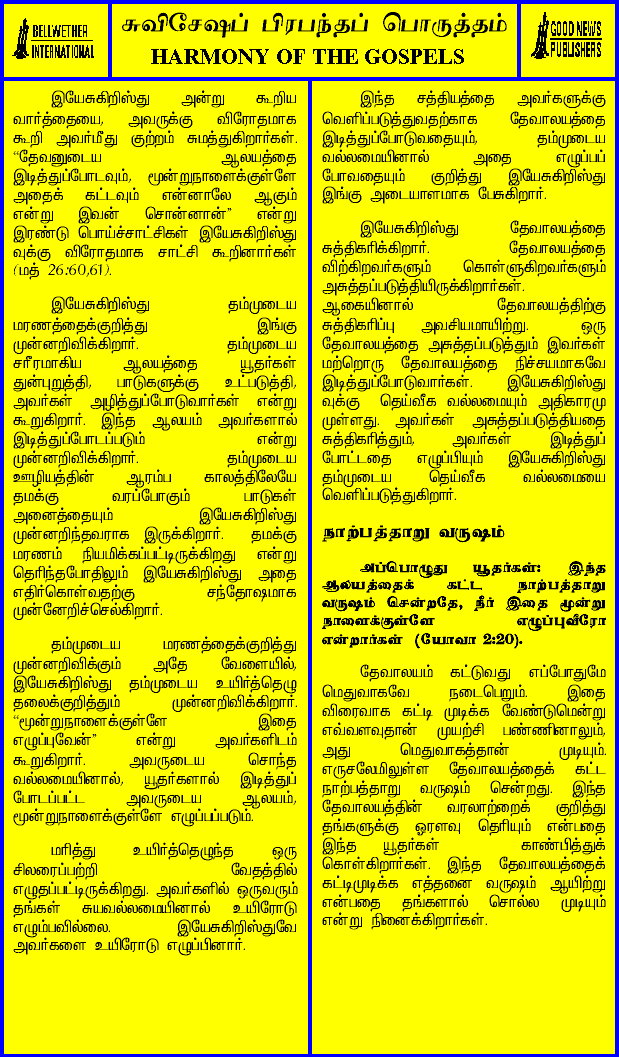 BELLWETHER
INTERNATIONAL
சுவிசேஷப் பிரபந்தப் பொருத்தம்
HARMONY OF THE GOSPELS
GOOD NEWS
PUBLISHERS
இயேசுகிறிஸ்து அன்று கூறிய
வார்த்தையை, அவருக்கு விரோதமாக
கூறி அவர்மீது குற்றம் சுமத்துகிறார்கள்.
“தேவனுடைய ஆலயத்தை
இடித்துப்போடவும், மூன்றுநாளைக்குள்ளே
அதைக் கட்டவும் என்னாலே ஆகும்
என்று இவன் சொன்னான்” என்று
இரண்டு பொய்ச்சாட்சிகள் இயேசுகிறிஸ்து
வுக்கு விரோதமாக சாட்சி கூறினார்கள்
(மத் 26:60,61).
இயேசுகிறிஸ்து தம்முடைய
மரணத்தைக்குறித்து இங்கு
முன்னறிவிக்கிறார். தம்முடைய
சரீரமாகிய ஆலயத்தை யூதர்கள்
துன்புறுத்தி, பாடுகளுக்கு உட்படுத்தி,
அவர்கள் அழித்துப்போடுவார்கள் என்று
கூறுகிறார். இந்த ஆலயம் அவர்களால்
இடித்துப்போடப்படும் என்று
முன்னறிவிக்கிறார். தம்முடைய
ஊழியத்தின் ஆரம்ப காலத்திலேயே
தமக்கு வரப்போகும் பாடுகள்
அனைத்தையும் இயேசுகிறிஸ்து
முன்னறிந்தவராக இருக்கிறார். தமக்கு
மரணம் நியமிக்கப்பட்டிருக்கிறது என்று
தெரிந்தபோதிலும் இயேசுகிறிஸ்து அதை
எதிர்கொள்வதற்கு சந்தோஷமாக
முன்னேறிச்செல்கிறார்.
தம்முடைய மரணத்தைக்குறித்து
முன்னறிவிக்கும் அதே வேளையில்,
இயேசுகிறிஸ்து தம்முடைய உயிர்த்தெழு
தலைக்குறித்தும் முன்னறிவிக்கிறார்.
“மூன்றுநாளைக்குள்ளே இதை
எழுப்புவேன்” என்று அவர்களிடம்
கூறுகிறார். அவருடைய சொந்த
வல்லமையினால், யூதர்களால் இடித்துப்
போடப்பட்ட அவருடைய ஆலயம்,
மூன்றுநாளைக்குள்ளே எழுப்பப்படும்.
மரித்து உயிர்த்தெழுந்த ஒரு
சிலரைப்பற்றி வேதத்தில்
எழுதப்பட்டிருக்கிறது. அவர்களில் ஒருவரும்
தங்கள் சுயவல்லமையினால் உயிரோடு
எழும்பவில்லை. இயேசுகிறிஸ்துவே
அவர்களை உயிரோடு எழுப்பினார்.
இந்த சத்தியத்தை அவர்களுக்கு
வெளிப்படுத்துவதற்காக தேவாலயத்தை
இடித்துப்போடுவதையும், தம்முடைய
வல்லமையினால் அதை எழுப்பப்
போவதையும் குறித்து இயேசுகிறிஸ்து
இங்கு அடையாளமாக பேசுகிறார்.
இயேசுகிறிஸ்து தேவாலயத்தை
சுத்திகரிக்கிறார். தேவாலயத்தை
விற்கிறவர்களும் கொள்ளுகிறவர்களும்
அசுத்தப்படுத்தியிருக்கிறார்கள்.
ஆகையினால் தேவாலயத்திற்கு
சுத்திகரிப்பு அவசியமாயிற்று. ஒரு
தேவாலயத்தை அசுத்தப்படுத்தும் இவர்கள்
மற்றொரு தேவாலயத்தை நிச்சயமாகவே
இடித்துப்போடுவார்கள். இயேசுகிறிஸ்து
வுக்கு தெய்வீக வல்லமையும் அதிகாரமு
முள்ளது. அவர்கள் அசுத்தப்படுத்தியதை
சுத்திகரித்தும், அவர்கள் இடித்துப்
போட்டதை எழுப்பியும் இயேசுகிறிஸ்து
தம்முடைய தெய்வீக வல்லமையை
வெளிப்படுத்துகிறார்.
நாற்பத்தாறு வருஷம்
அப்பொழுது யூதர்கள்: இந்த
ஆலயத்தைக் கட்ட நாற்பத்தாறு
வருஷம் சென்றதே, நீர் இதை மூன்று
நாளைக்குள்ளே எழுப்புவீரோ
என்றார்கள் (யோவா 2:20).
தேவாலயம் கட்டுவது எப்போதுமே
மெதுவாகவே நடைபெறும். இதை
விரைவாக கட்டி முடிக்க வேண்டுமென்று
எவ்வளவுதான் முயற்சி பண்ணினாலும்,
அது மெதுவாகத்தான் முடியும்.
எருசலேமிலுள்ள தேவாலயத்தைக் கட்ட
நாற்பத்தாறு வருஷம் சென்றது. இந்த
தேவாலயத்தின் வரலாற்றைக் குறித்து
தங்களுக்கு ஓரளவு தெரியும் என்பதை
இந்த யூதர்கள் காண்பித்துக்
கொள்கிறார்கள். இந்த தேவாலயத்தைக்
கட்டிமுடிக்க எத்தனை வருஷம் ஆயிற்று
என்பதை தங்களால் சொல்ல முடியும்
என்று நினைக்கிறார்கள்.